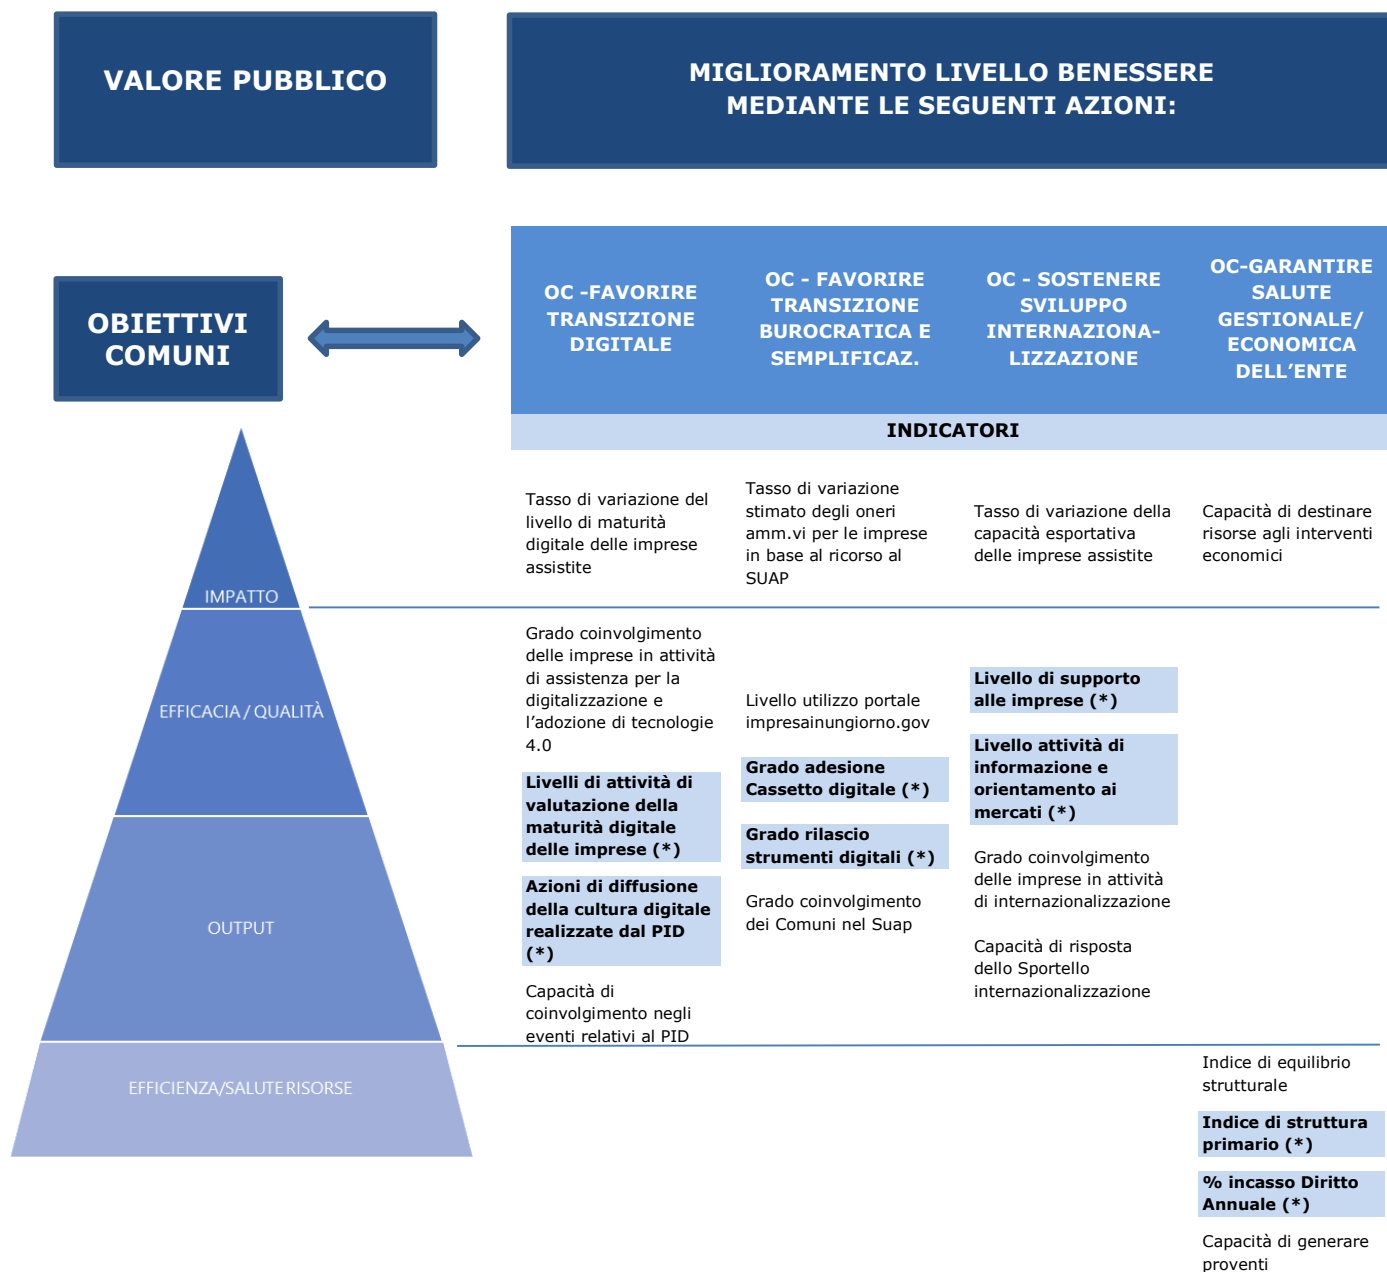 VALORE PUBBLICO
MIGLIORAMENTO LIVELLO BENESSERE
MEDIANTE LE SEGUENTI AZIONI:
OBIETTIVI
COMUNI
OC -FAVORIRE
TRANSIZIONE
DIGITALE
OC - FAVORIRE
TRANSIZIONE
BUROCRATICA E
SEMPLIFICAZ.
OC - SOSTENERE
SVILUPPO
INTERNAZIONA-
LIZZAZIONE
OC-GARANTIRE
SALUTE
GESTIONALE/
ECONOMICA
DELL’ENTE
INDICATORI
IMPATTO
Tasso di variazione del
livello di maturità
digitale delle imprese
assistite
Tasso di variazione
stimato degli oneri
amm.vi per le imprese
in base al ricorso al
SUAP
Tasso di variazione della
capacità esportativa
delle imprese assistite
Capacità di destinare
risorse agli interventi
economici
EFFICACIA / QUALITÀ
OUTPUT
Grado coinvolgimento
delle imprese in attività
di assistenza per la
digitalizzazione e
l’adozione di tecnologie
4.0
Livelli di attività di
valutazione della
maturità digitale
delle imprese (*)
Azioni di diffusione
della cultura digitale
realizzate dal PID
(*)
Capacità di
coinvolgimento negli
eventi relativi al PID
Livello utilizzo portale
impresainungiorno.gov
Grado adesione
Cassetto digitale (*)
Grado rilascio
strumenti digitali (*)
Grado coinvolgimento
dei Comuni nel Suap
Livello di supporto
alle imprese (*)
Livello attività di
informazione e
orientamento ai
mercati (*)
Grado coinvolgimento
delle imprese in attività
di internazionalizzazione
Capacità di risposta
dello Sportello
internazionalizzazione
EFFICIENZA/SALUTE RISORSE
Indice di equilibrio
strutturale
Indice di struttura
primario (*)
% incasso Diritto
Annuale (*)
Capacità di generare
proventi